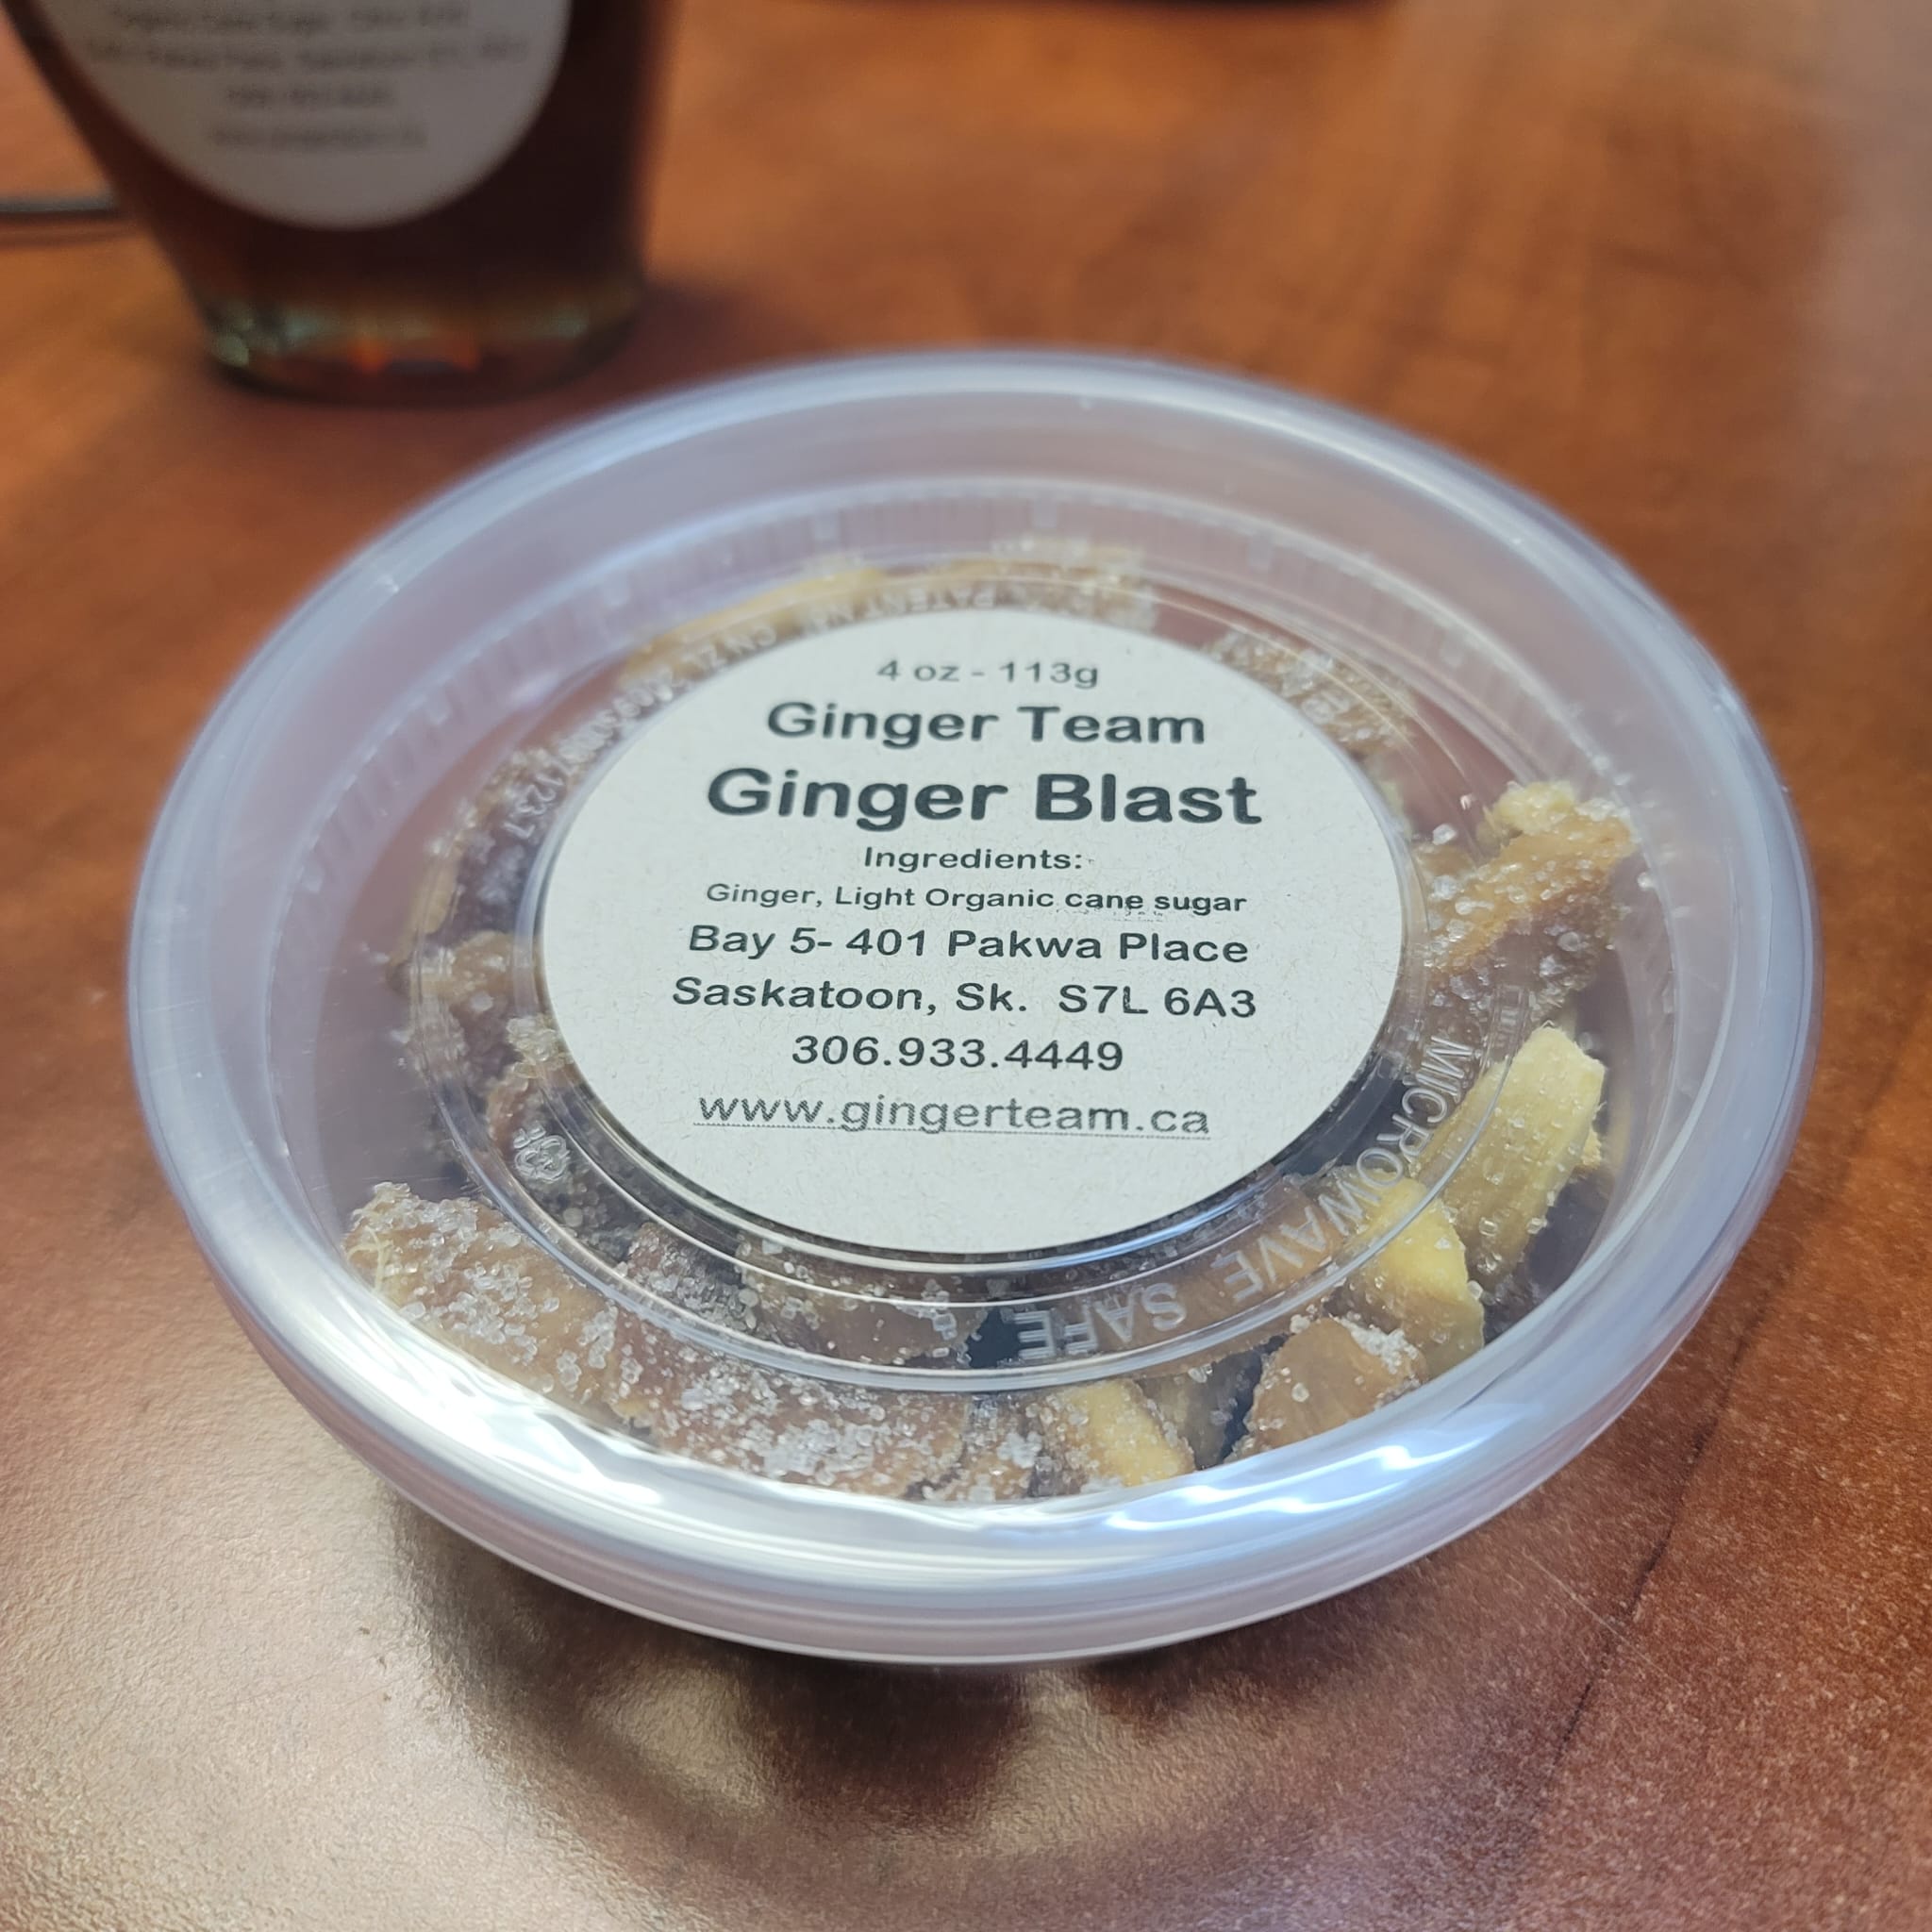 4 oz - 113g
Ginger Team
Ginger Blast
Ingredients:
Ginger, Light Organic cane sugar
Bay 5- 401 Pakwa Place
Saskatoon, Sk.  S7L 6A3
306.933.4449
www.gingerteam.ca
MICROWAVE SAFE